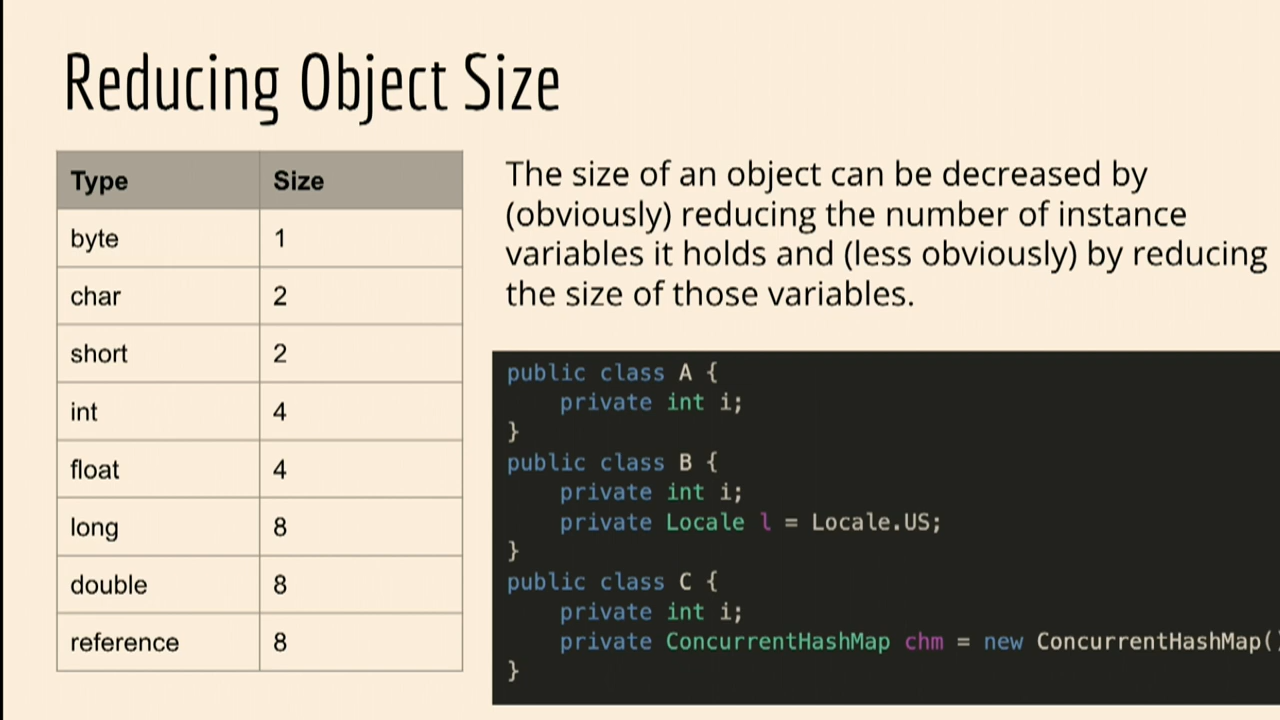 Reducing Object Size
Type Size
byte 1
char 2
short 2
int 4
float 4
long 8
double 8
reference 8
The size of an object can be decreased by
(obviously) reducing the number of instance
variables it holds and (less obviously) by reducing
the size of those variables.
public class A {
    private int i;
}
public class B {
    private int i;
    private Locale l = Locale.US;
}
public class C {
    private int i;
    private ConcurrentHashMap chm = new ConcurrentHashMap(
}